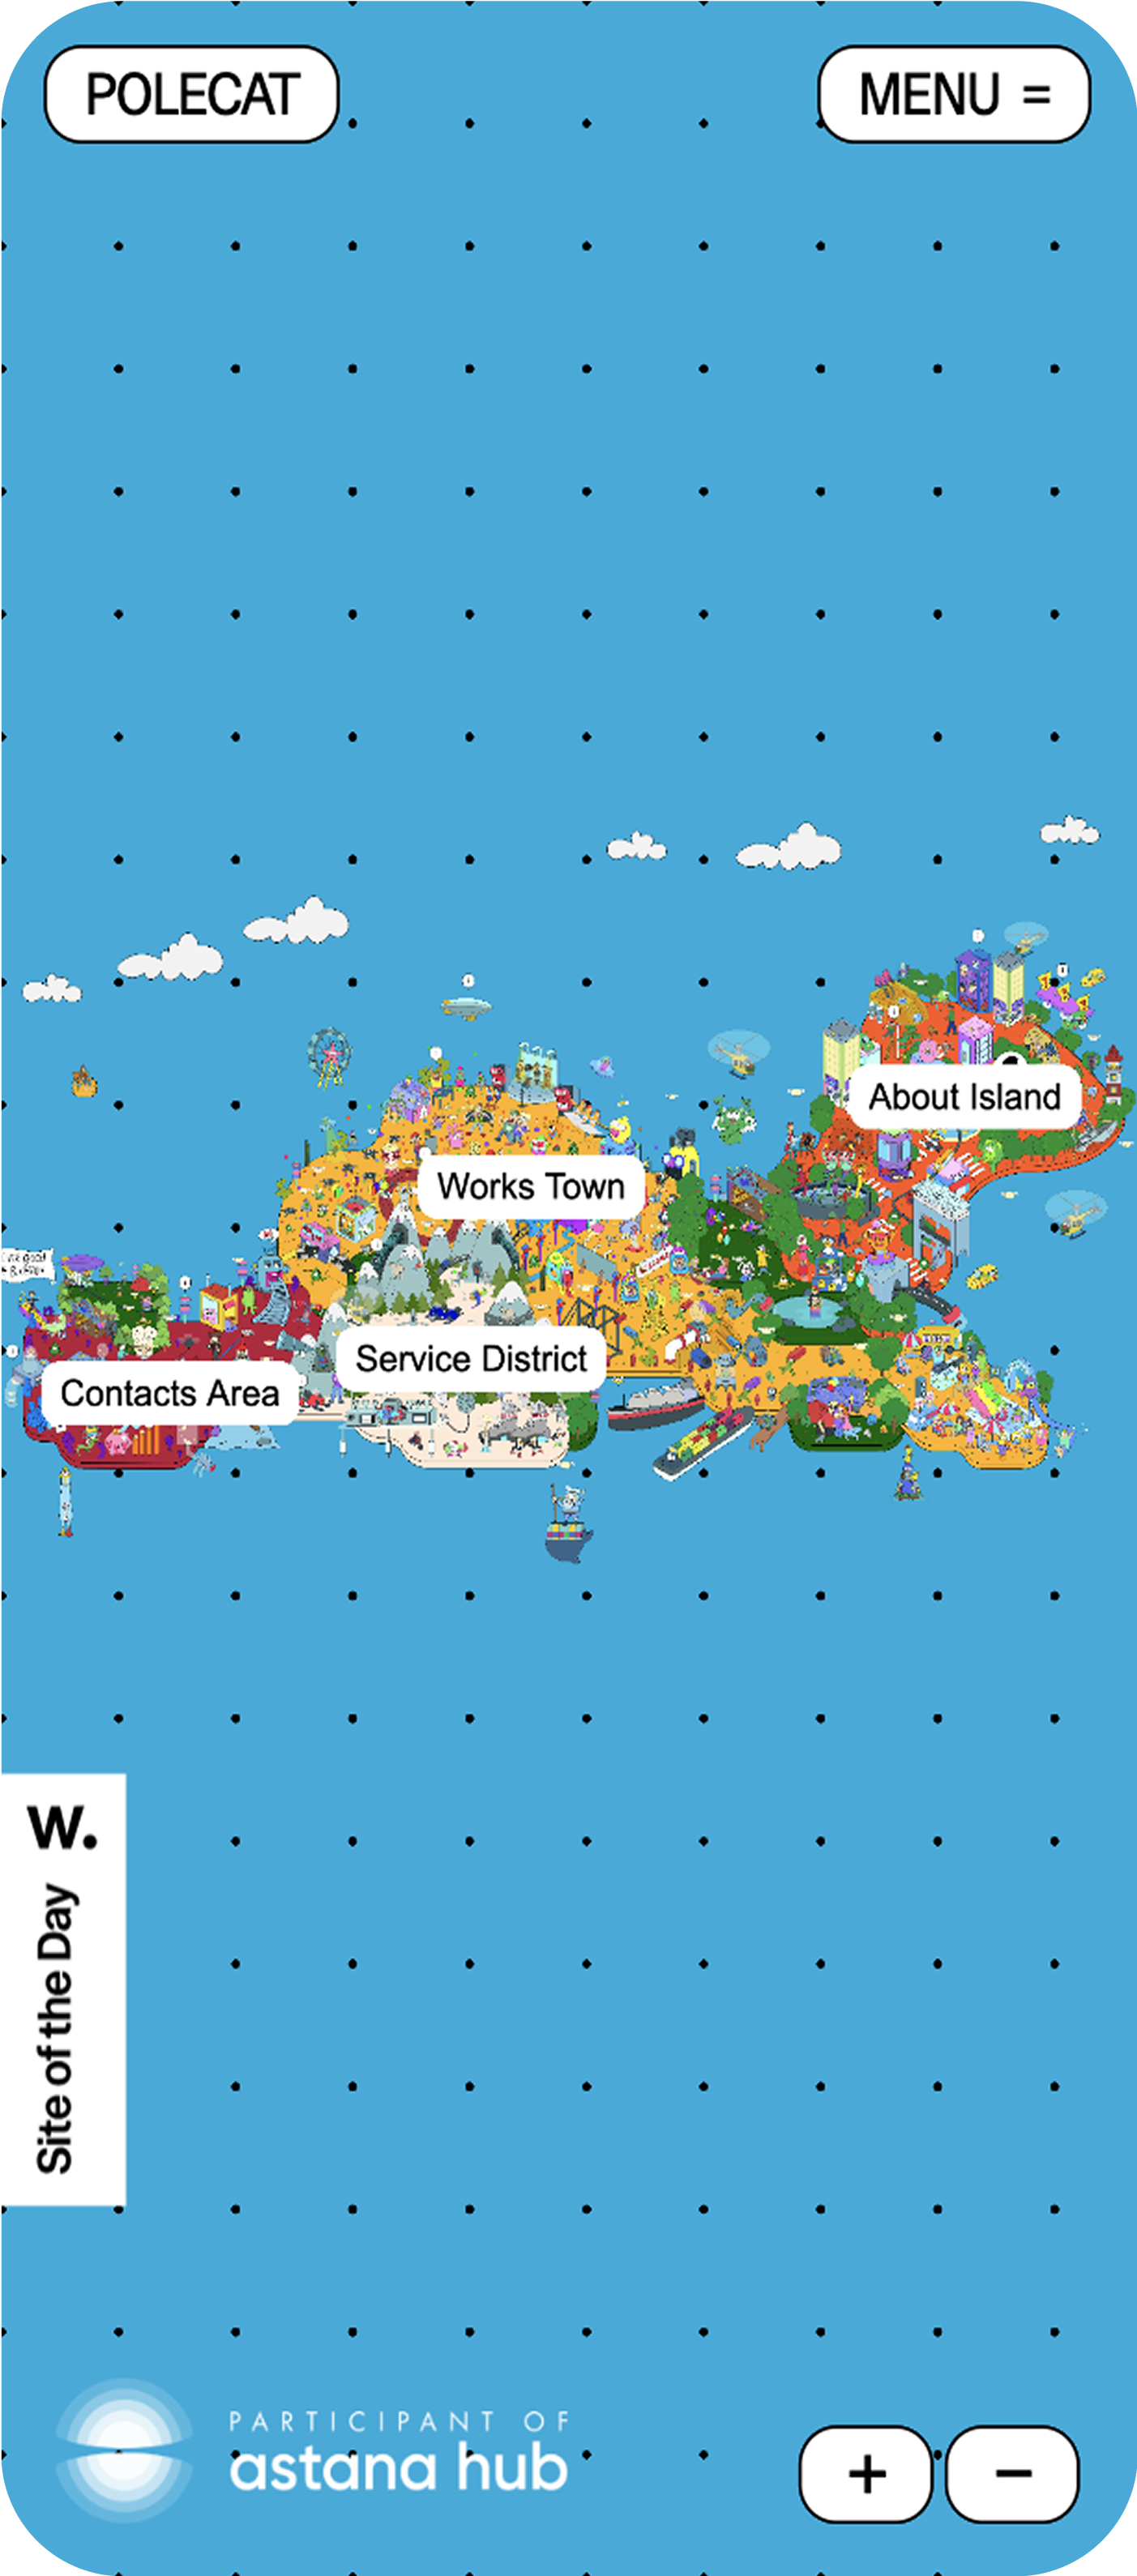 POLECAT
MENU =
About Island
Works Town
Service District
Contacts Area
W.
Site of the Day
PARTICIPANT OF
astana hub
+
−